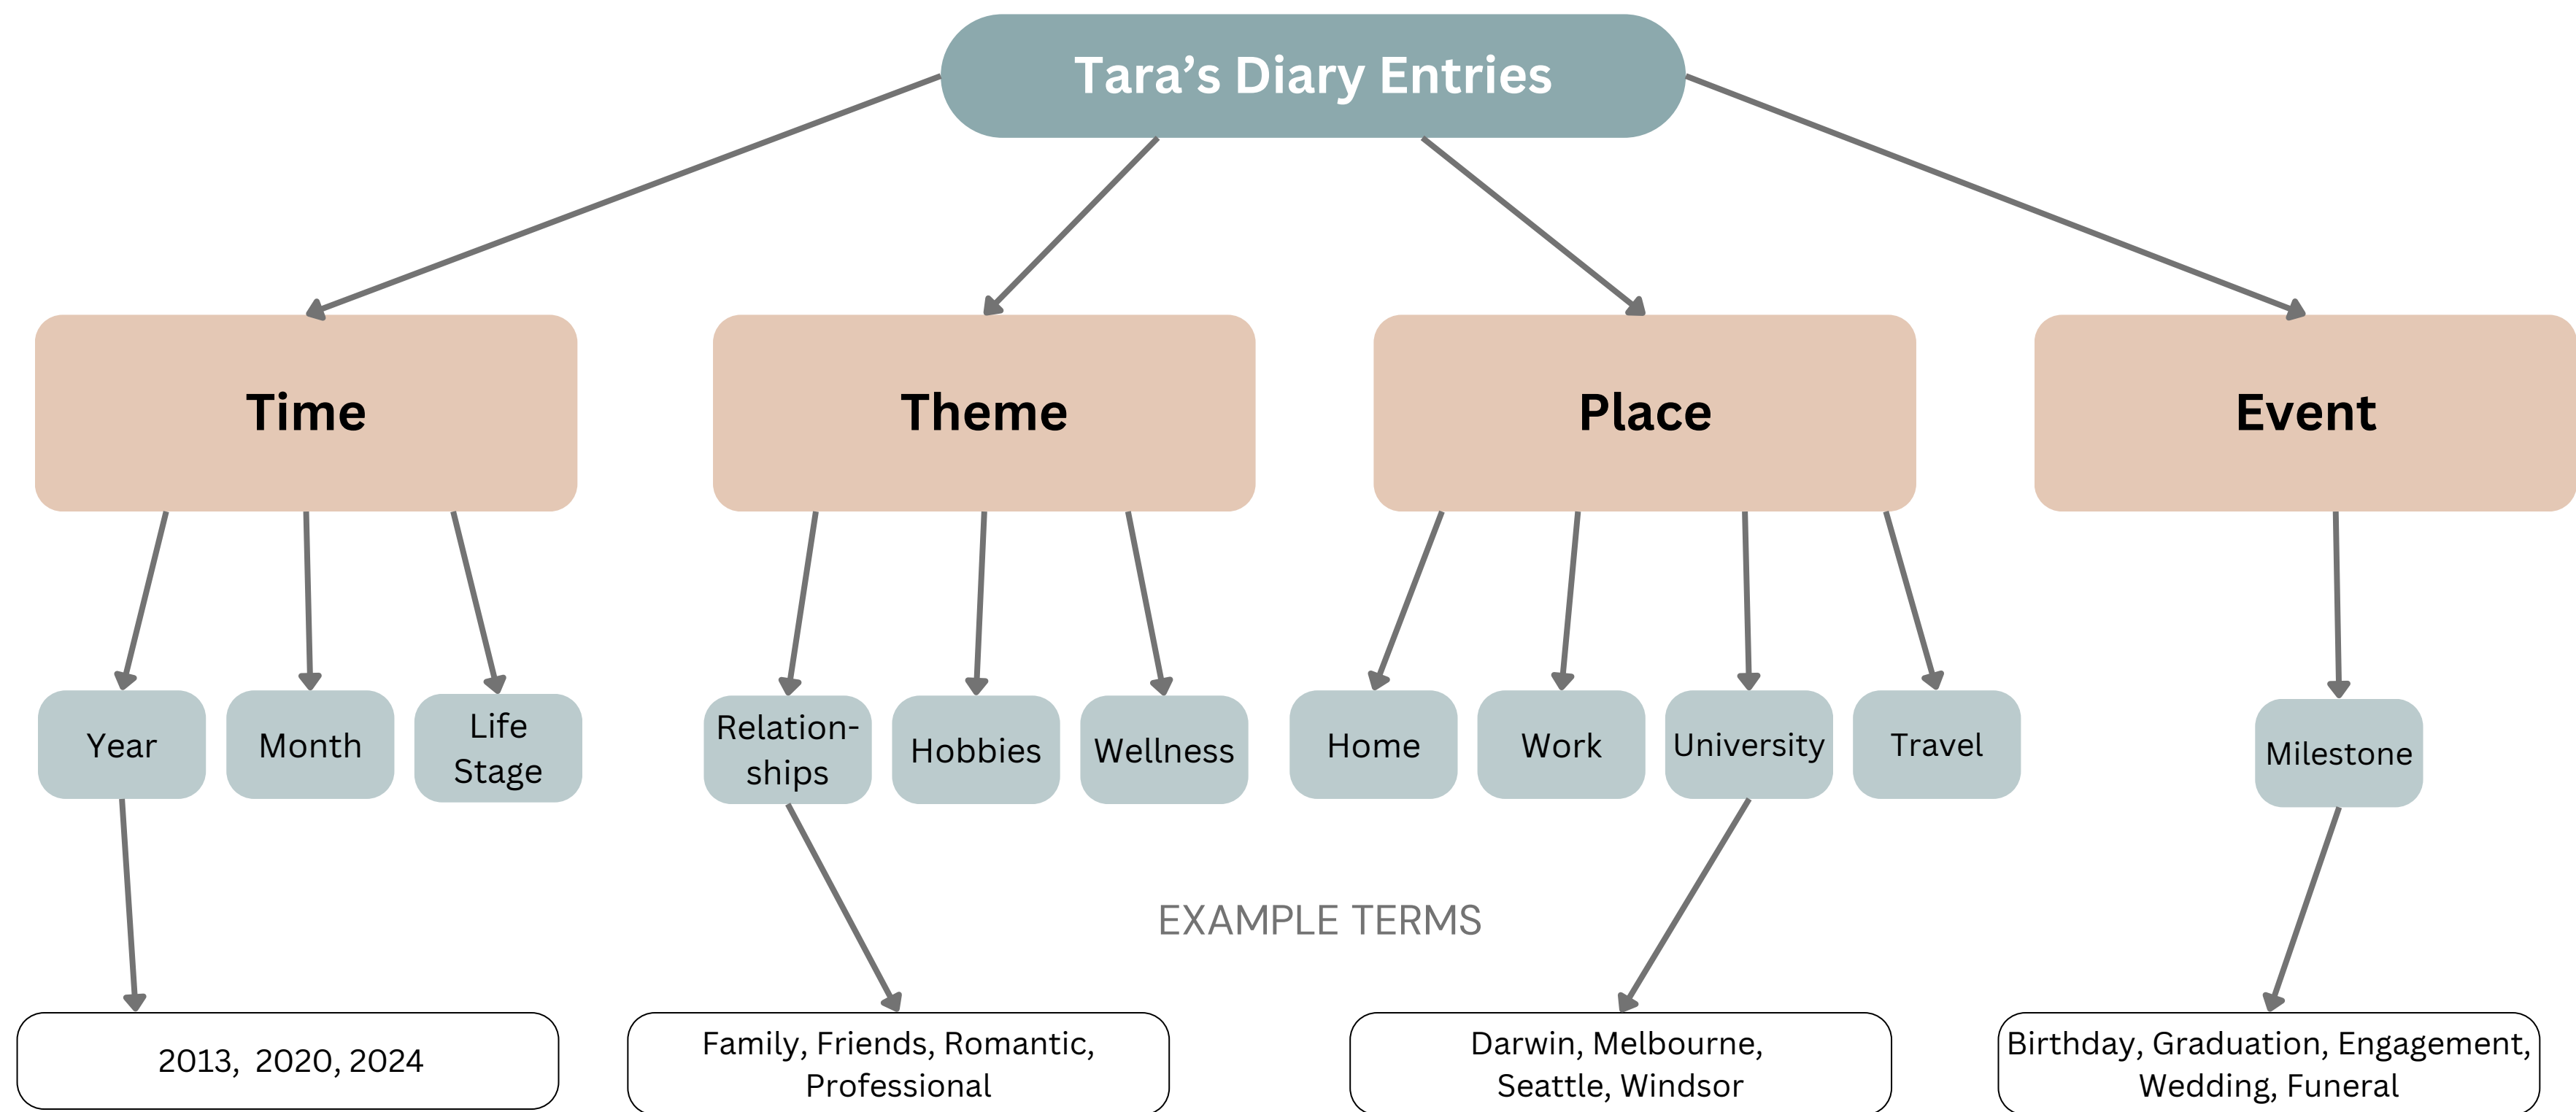 Tara’s Diary Entries
Time
Theme
Place
Event
Year
Month
Life
Stage
Relation-
ships
Hobbies
Wellness
Home
Work
University
Travel
Milestone
EXAMPLE TERMS
2013, 2020, 2024
Family, Friends, Romantic,
Professional
Darwin, Melbourne,
Seattle, Windsor
Birthday, Graduation, Engagement,
Wedding, Funeral